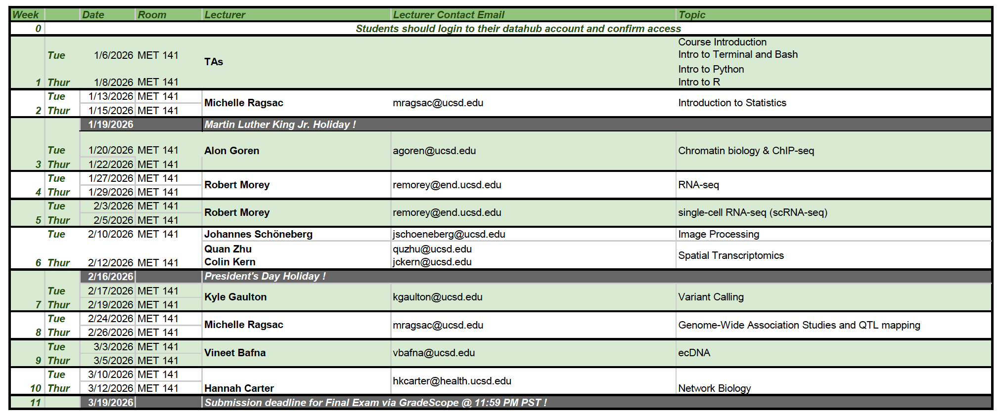 Week Date Room Lecturer Lecturer Contact Email Topic
0 Students should login to their datahub account and confirm access
Course Introduction
Tue 1/6/2026 MET 141 Intro to Terminal and Bash
TAs
Intro to Python
1 Thur 1/8/2026 MET 141 Intro to R
Tue 1/13/2026 MET 141
Michelle Ragsac mragsac@ucsd.edu Introduction to Statistics
2 Thur 1/15/2026 MET 141
1/19/2026 Martin Luther King Jr. Holiday !
Tue 1/20/2026 MET 141 Alon Goren agoren@ucsd.edu Chromatin biology & ChIP-seq
3 Thur 1/22/2026 MET 141
Tue 1/27/2026 MET 141
Robert Morey remorey@end.ucsd.edu RNA-seq
4 Thur 1/29/2026 MET 141
Tue 2/3/2026 MET 141
Robert Morey remorey@end.ucsd.edu single-cell RNA-seq (scRNA-seq)
5 Thur 2/5/2026 MET 141
Tue 2/10/2026 MET 141 Johannes Schöneberg jschoeneberg@ucsd.edu Image Processing
Quan Zhu quzhu@ucsd.edu
Spatial Transcriptomics
6 Thur 2/12/2026 MET 141 Colin Kern jckern@ucsd.edu
2/16/2026 President's Day Holiday !
Tue 2/17/2026 MET 141
Kyle Gaulton kgaulton@ucsd.edu Variant Calling
7 Thur 2/19/2026 MET 141
Tue 2/24/2026 MET 141
Michelle Ragsac mragsac@ucsd.edu Genome-Wide Association Studies and QTL mapping
8 Thur 2/26/2026 MET 141
Tue 3/3/2026 MET 141
Vineet Bafna vbafna@ucsd.edu ecDNA
9 Thur 3/5/2026 MET 141
Tue 3/10/2026 MET 141
hkcarter@health.ucsd.edu
10 Thur 3/12/2026 MET 141 Hannah Carter Network Biology
11 3/19/2026 Submission deadline for Final Exam via GradeScope @ 11:59 PM PST !